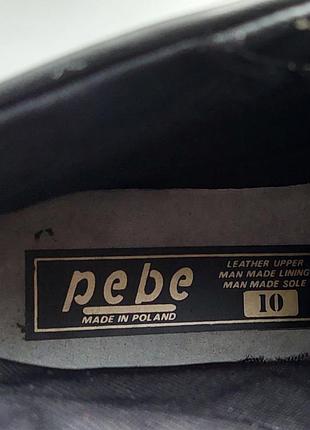 pebe
MADE IN POLAND
LEATHER UPPER
MAN MADE LINING
MAN MADE SOLE
10